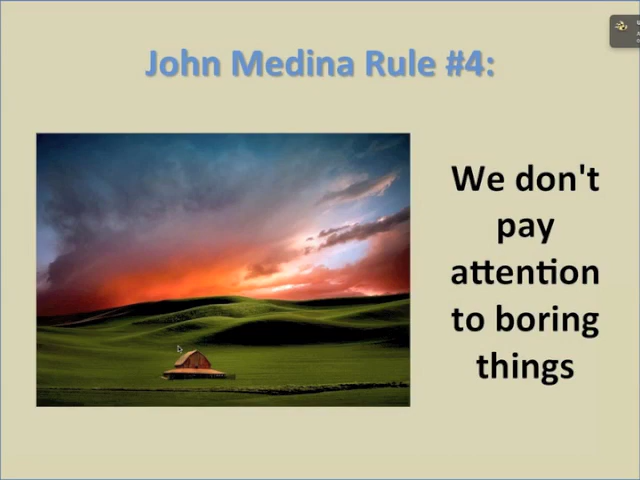 John Medina Rule #4:
We don't
pay
attention
to boring
things